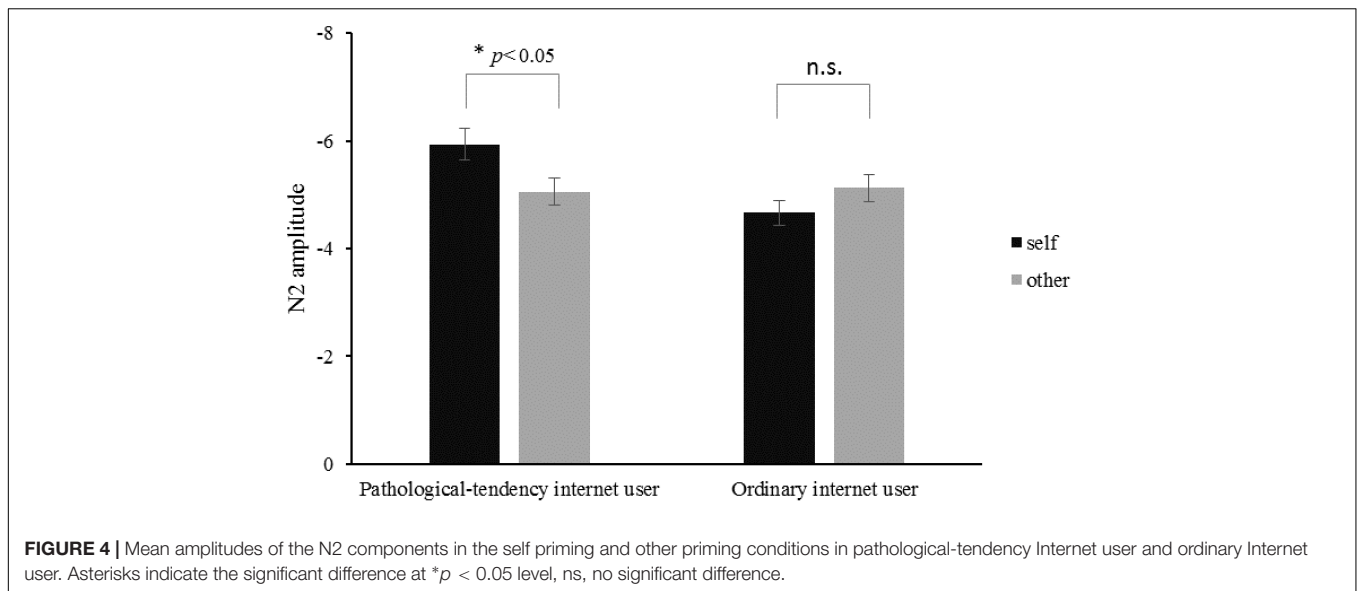 -8
* p<0.05
n.s.
-6
-4
-2
0
N2 amplitude
self
other
Pathological-tendency internet user
Ordinary internet user
FIGURE 4 | Mean amplitudes of the N2 components in the self priming and other priming conditions in pathological-tendency Internet user and ordinary Internet
user. Asterisks indicate the significant difference at *p < 0.05 level, ns, no significant difference.